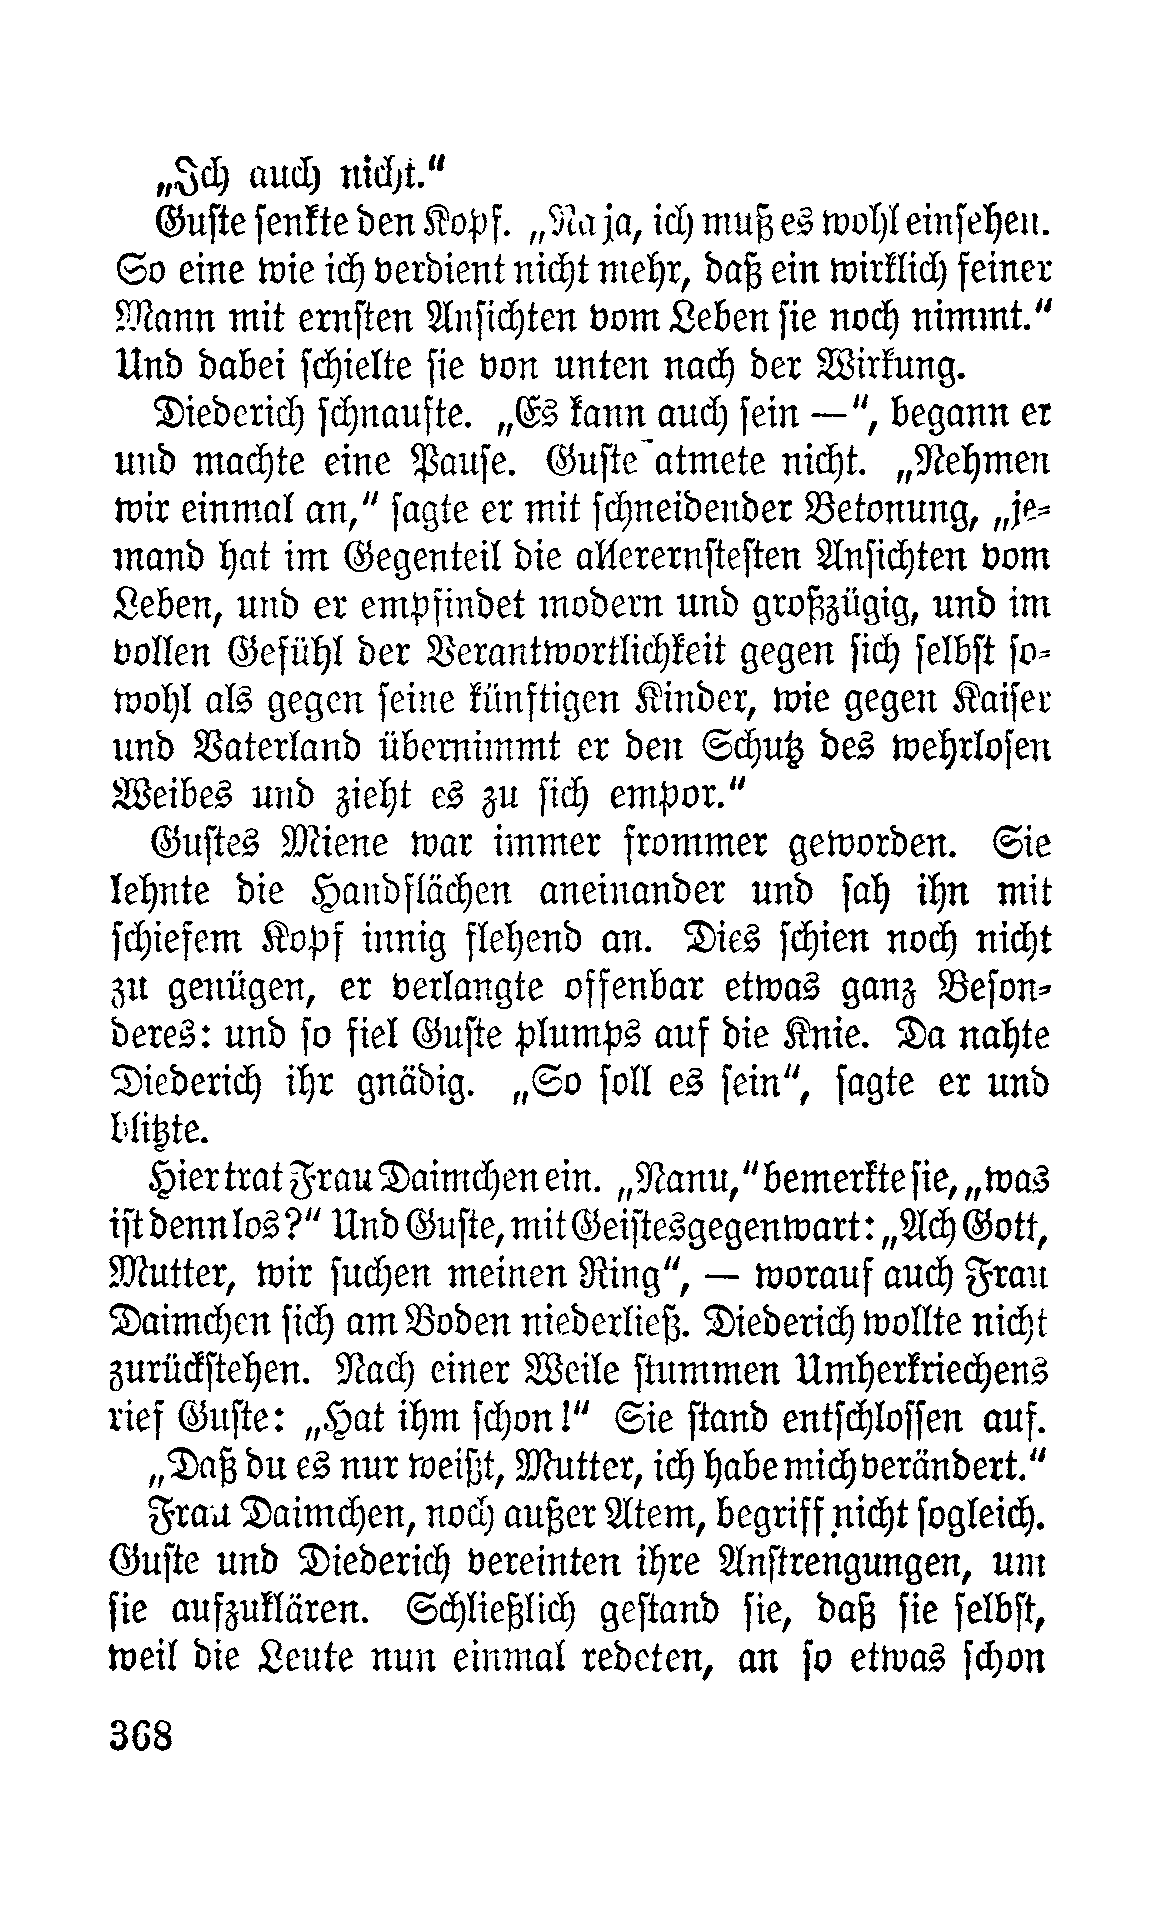 „Ich auch nicht.“
Guſte ſenkte den Kopf. „Na ja, ich muß es wohl einſehen.
So eine wie ich verdient nicht mehr, daß ein wirklich feiner
Mann mit ernſten Anſichten vom Leben ſie noch nimmt.“
Und dabei ſchielte ſie von unten nach der Wirkung.
Diederich ſchnaufte. „Es kann auch ſein —“, begann er
und machte eine Pauſe. Guſte atmete nicht. „Nehmen
wir einmal an,“ ſagte er mit ſchneidender Betonung, „je-
mand hat im Gegenteil die allerernſteſten Anſichten vom
Leben, und er empfindet modern und großzügig, und im
vollen Gefühl der Verantwortlichkeit gegen ſich ſelbſt ſo-
wohl als gegen ſeine künftigen Kinder, wie gegen Kaiſer
und Vaterland übernimmt er den Schutz des wehrloſen
Weibes und zieht es zu ſich empor.“
Guſtes Miene war immer frommer geworden. Sie
lehnte die Handflächen aneinander und ſah ihn mit
ſchiefem Kopf innig flehend an. Dies ſchien noch nicht
zu genügen, er verlangte offenbar etwas ganz Beſon-
deres: und ſo fiel Guſte plumps auf die Knie. Da nahte
Diederich ihr gnädig. „So ſoll es ſein“, ſagte er und
blitzte.
Hier trat Frau Daimchen ein. „Nanu,“ bemerkte ſie, „was
iſt denn los?“ Und Guſte, mit Geiſtesgegenwart: „Ach Gott,
Mutter, wir ſuchen meinen Ring“, — worauf auch Frau
Daimchen ſich am Boden niederließ. Diederich wollte nicht
zurückſtehen. Nach einer Weile ſtummen Umherkriechens
rief Guſte: „Hat ihm ſchon!“ Sie ſtand entſchloſſen auf.
„Daß du es nur weißt, Mutter, ich habe mich verändert.“
Frau Daimchen, noch außer Atem, begriff nicht ſogleich.
Guſte und Diederich vereinten ihre Anſtrengungen, um
ſie aufzuklären. Schließlich geſtand ſie, daß ſie ſelbſt,
weil die Leute nun einmal redeten, an ſo etwas ſchon
368